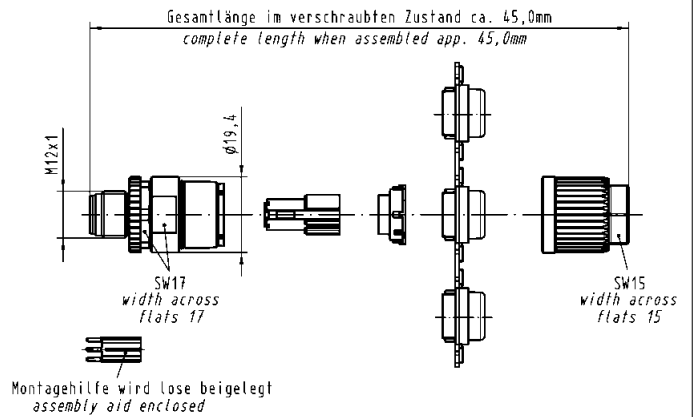 Gesamtlänge im verschraubten Zustand ca. 45,0mm
complete length when assembled app. 45,0mm
M12x1
ø19,4
SW17
width across
flats 17
SW15
width across
flats 15
Montagehilfe wird lose beigelegt
assembly aid enclosed